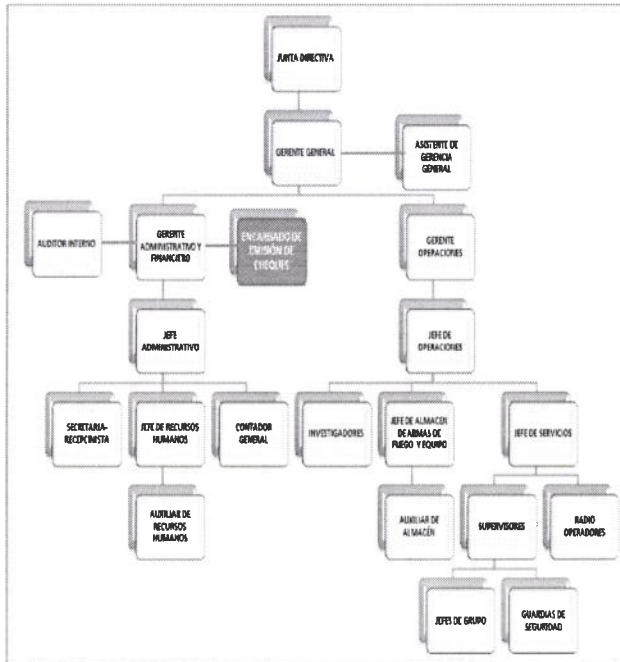 JUNTA DIRECTIVA
GERENTE GENERAL
ASISTENTE DE
GERENCIA
GENERAL
AUDITOR INTERNO
GERENTE
ADMINISTRATIVO Y
FINANCIERO
ENCARGADO DE
EMISIÓN DE
CHEQUES
GERENTE
OPERACIONES
JEFE
ADMINISTRATIVO
JEFE DE
OPERACIONES
SECRETARIA-
RECEPCINISTA
JEFE DE RECURSOS
HUMANOS
CONTADOR
GENERAL
INVESTIGADORES
JEFE DE ALMACEN
DE ARMAS DE
FUEGO Y EQUIPO
JEFE DE SERVICIOS
AUXILIAR DE
RECURSOS
HUMANOS
AUXILIAR DE
ALMACÉN
SUPERVISORES
RADIO
OPERADORES
JEFES DE GRUPO
GUARDIAS DE
SEGURIDAD